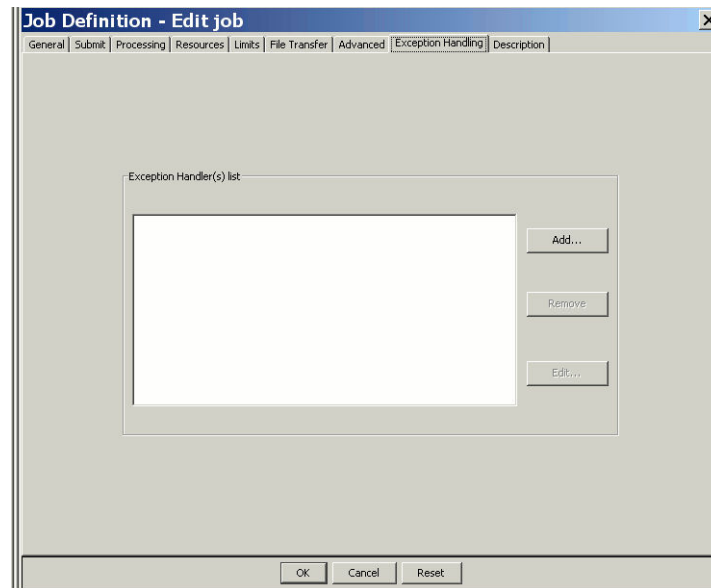 Job Definition - Edit job
General Submit Processing Resources Limits File Transfer Advanced Exception Handling Description
Exception Handler(s) list
Add...
Remove
Edit...
OK Cancel Reset